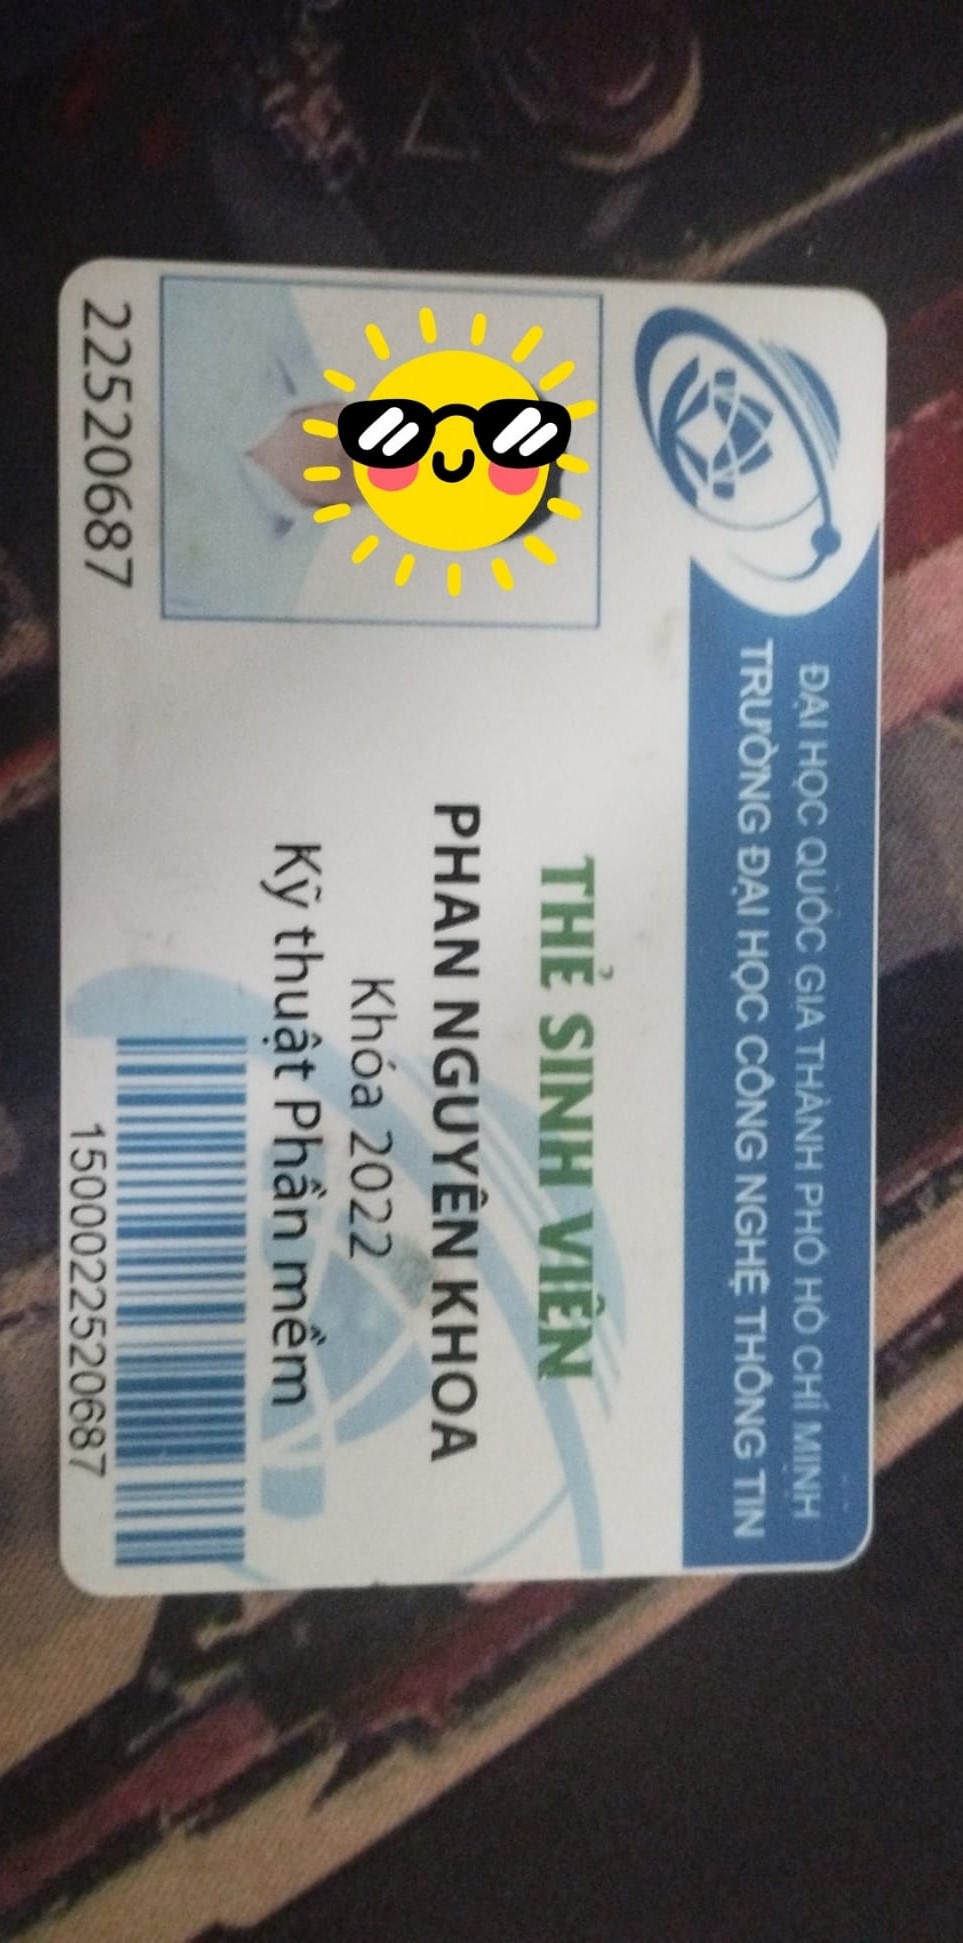 ĐẠI HỌC QUỐC GIA THÀNH PHỐ HỒ CHÍ MINH
TRƯỜNG ĐẠI HỌC CÔNG NGHỆ THÔNG TIN
THẺ SINH VIÊN
PHAN NGUYÊN KHOA
Khóa 2022
Kỹ thuật Phần mềm
22520687
1500022520687